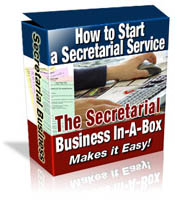 How to Start
a Secretarial Service
The Secretarial
Business In-A-Box
Makes it Easy!
Secretarial Business